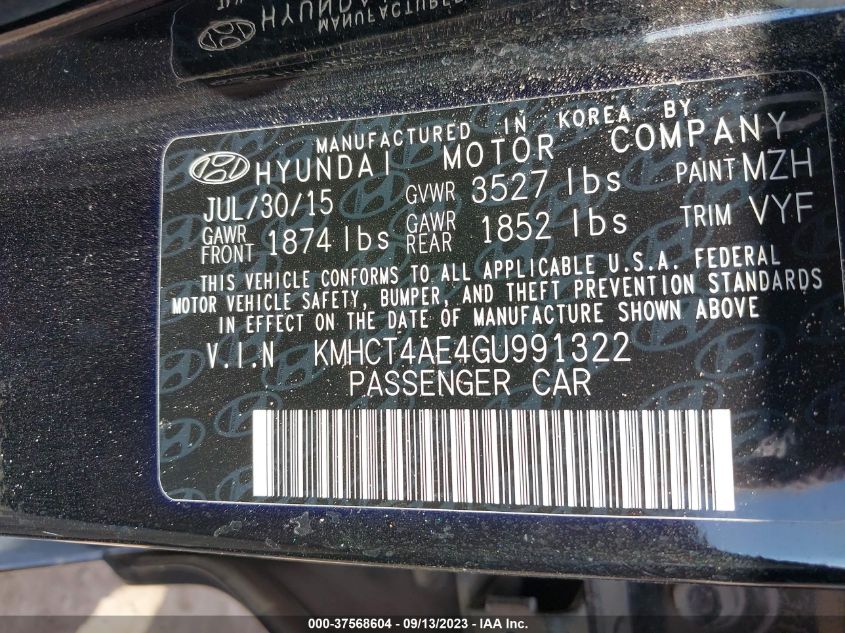 HYUNDAI
MANUFACTURED
MANUFACTURED IN KOREA BY
HYUNDAI MOTOR COMPANY
JUL/30/15 GVWR 3527 lbs PAINT MZH
GAWR FRONT 1874 lbs GAWR REAR 1852 lbs TRIM VYF
THIS VEHICLE CONFORMS TO ALL APPLICABLE U.S.A. FEDERAL
MOTOR VEHICLE SAFETY, BUMPER, AND THEFT PREVENTION STANDARDS
IN EFFECT ON THE DATE OF MANUFACTURE SHOWN ABOVE
V.I.N KMHCT4AE4GU991322
PASSENGER CAR
000-37568604 - 09/13/2023 - IAAI.com